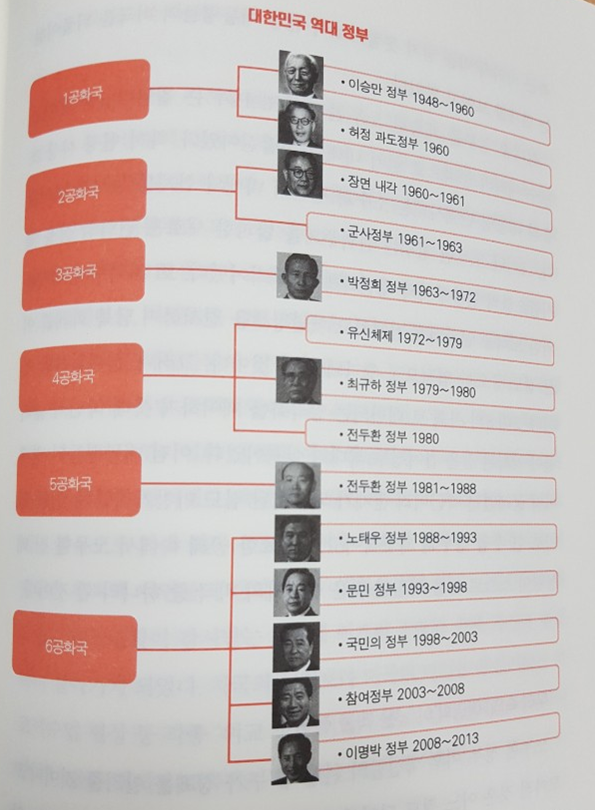 대한민국 역대 정부
1공화국
• 이승만 정부 1948~1960
• 허정 과도정부 1960
2공화국
• 장면 내각 1960~1961
• 군사정부 1961~1963
3공화국
• 박정희 정부 1963~1972
4공화국
• 유신체제 1972~1979
• 최규하 정부 1979~1980
• 전두환 정부 1980
5공화국
• 전두환 정부 1981~1988
6공화국
• 노태우 정부 1988~1993
• 문민 정부 1993~1998
• 국민의 정부 1998~2003
• 참여정부 2003~2008
• 이명박 정부 2008~2013